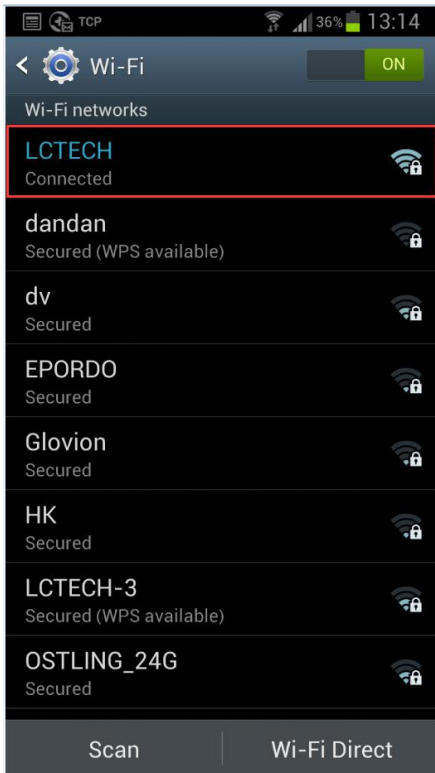 TCP 36% 13:14
Wi-Fi ON
Wi-Fi networks
LCTECH
Connected
dandan
Secured (WPS available)
dv
Secured
EPORDO
Secured
Glovion
Secured
HK
Secured
LCTECH-3
Secured (WPS available)
OSTLING_24G
Secured
Scan Wi-Fi Direct